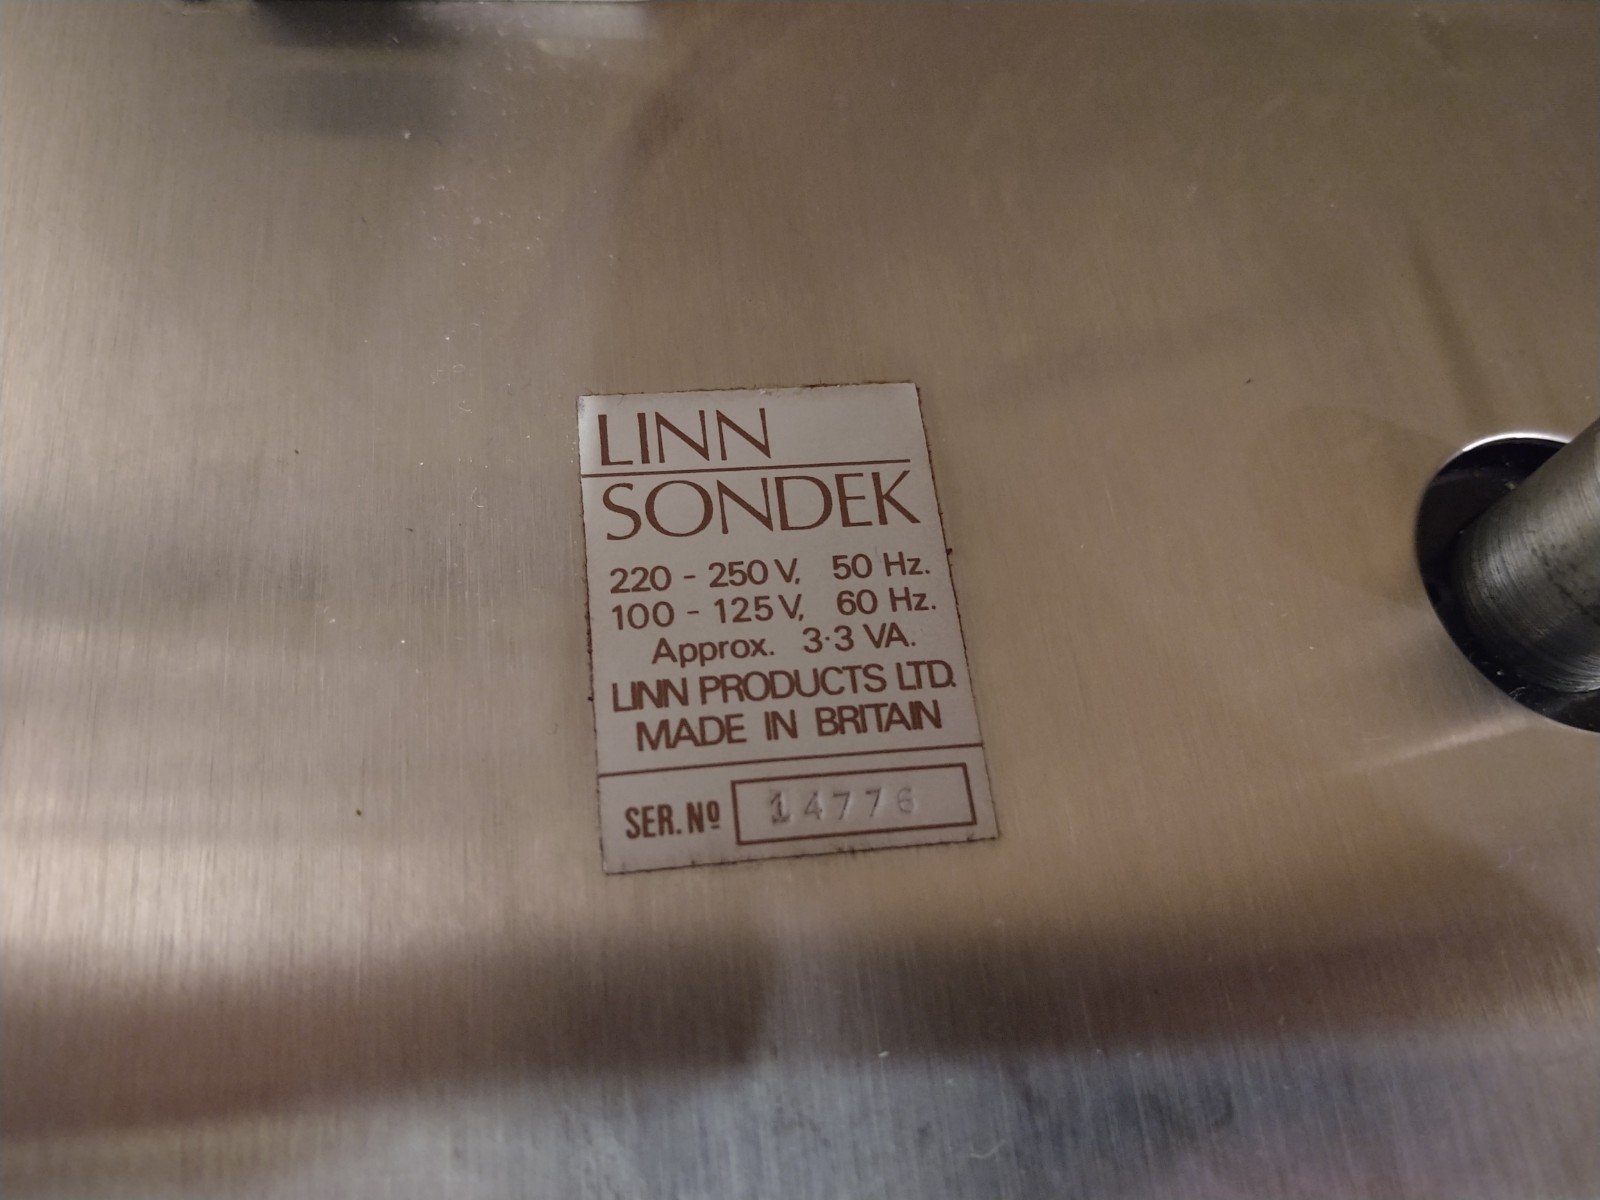 LINN
SONDEK
220 - 250 V, 50 Hz.
100 - 125 V, 60 Hz.
Approx. 3·3 VA.
LINN PRODUCTS LTD.
MADE IN BRITAIN
SER. Nº 14776